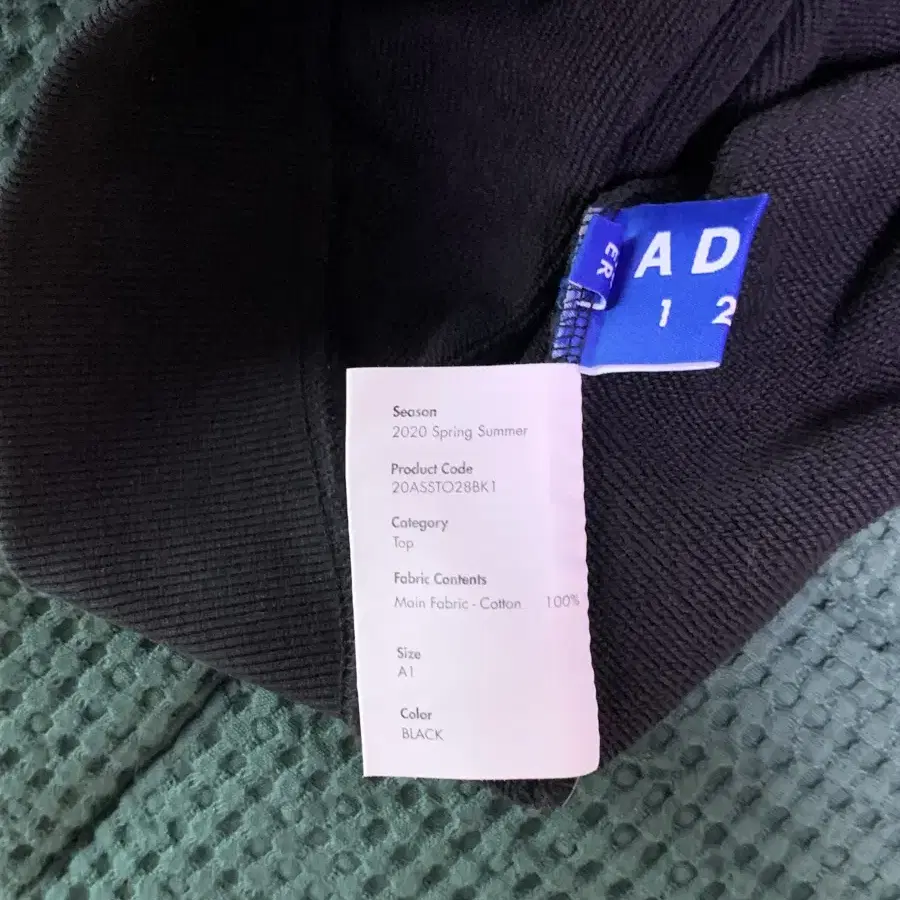 AD
1 2
ER
Season
2020 Spring Summer
Product Code
20ASSTO28BK1
Category
Top
Fabric Contents
Main Fabric - Cotton 100%
Size
A1
Color
BLACK